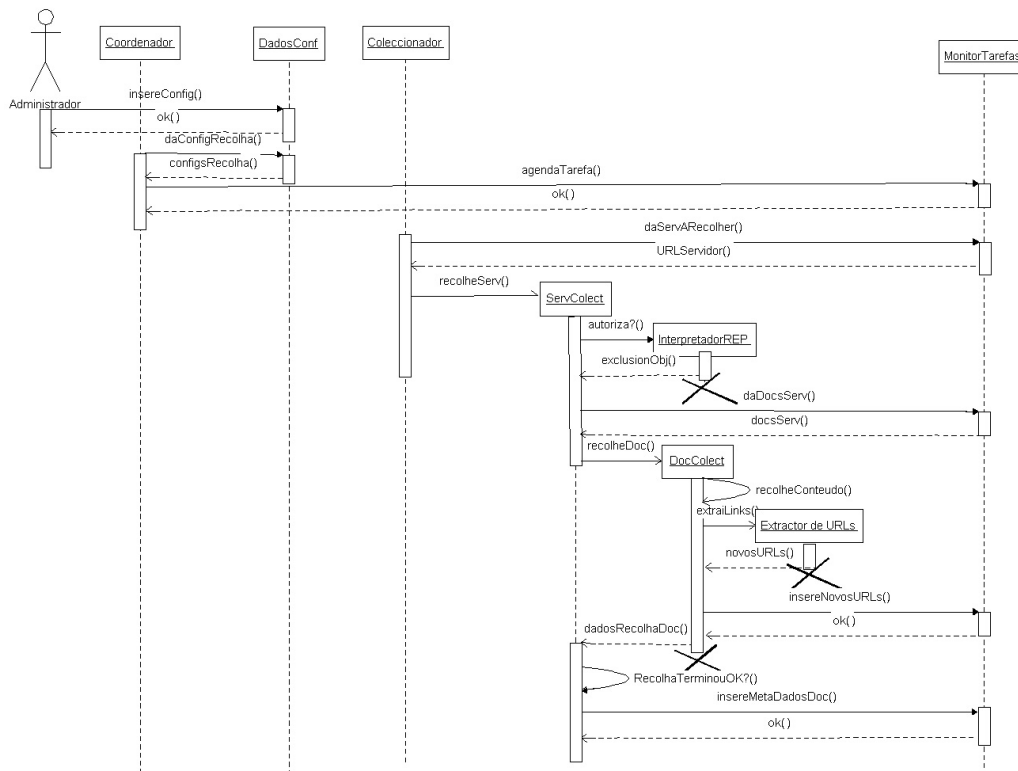 Coordenador
DadosConf
Coleccionador
MonitorTarefas
Administrador
insereConfig()
ok()
daConfigRecolha()
configsRecolha()
agendaTarefa()
ok()
daServARecolher()
URLServidor()
recolheServ()
ServColect
autoriza?()
InterpretadorREP
exclusionObj()
daDocsServ()
docsServ()
recolheDoc()
DocColect
recolheConteudo()
extraiLinks()
Extractor de URLs
novosURLs()
insereNovosURLs()
ok()
dadosRecolhaDoc()
RecolhaTerminouOK?()
insereMetaDadosDoc()
ok()